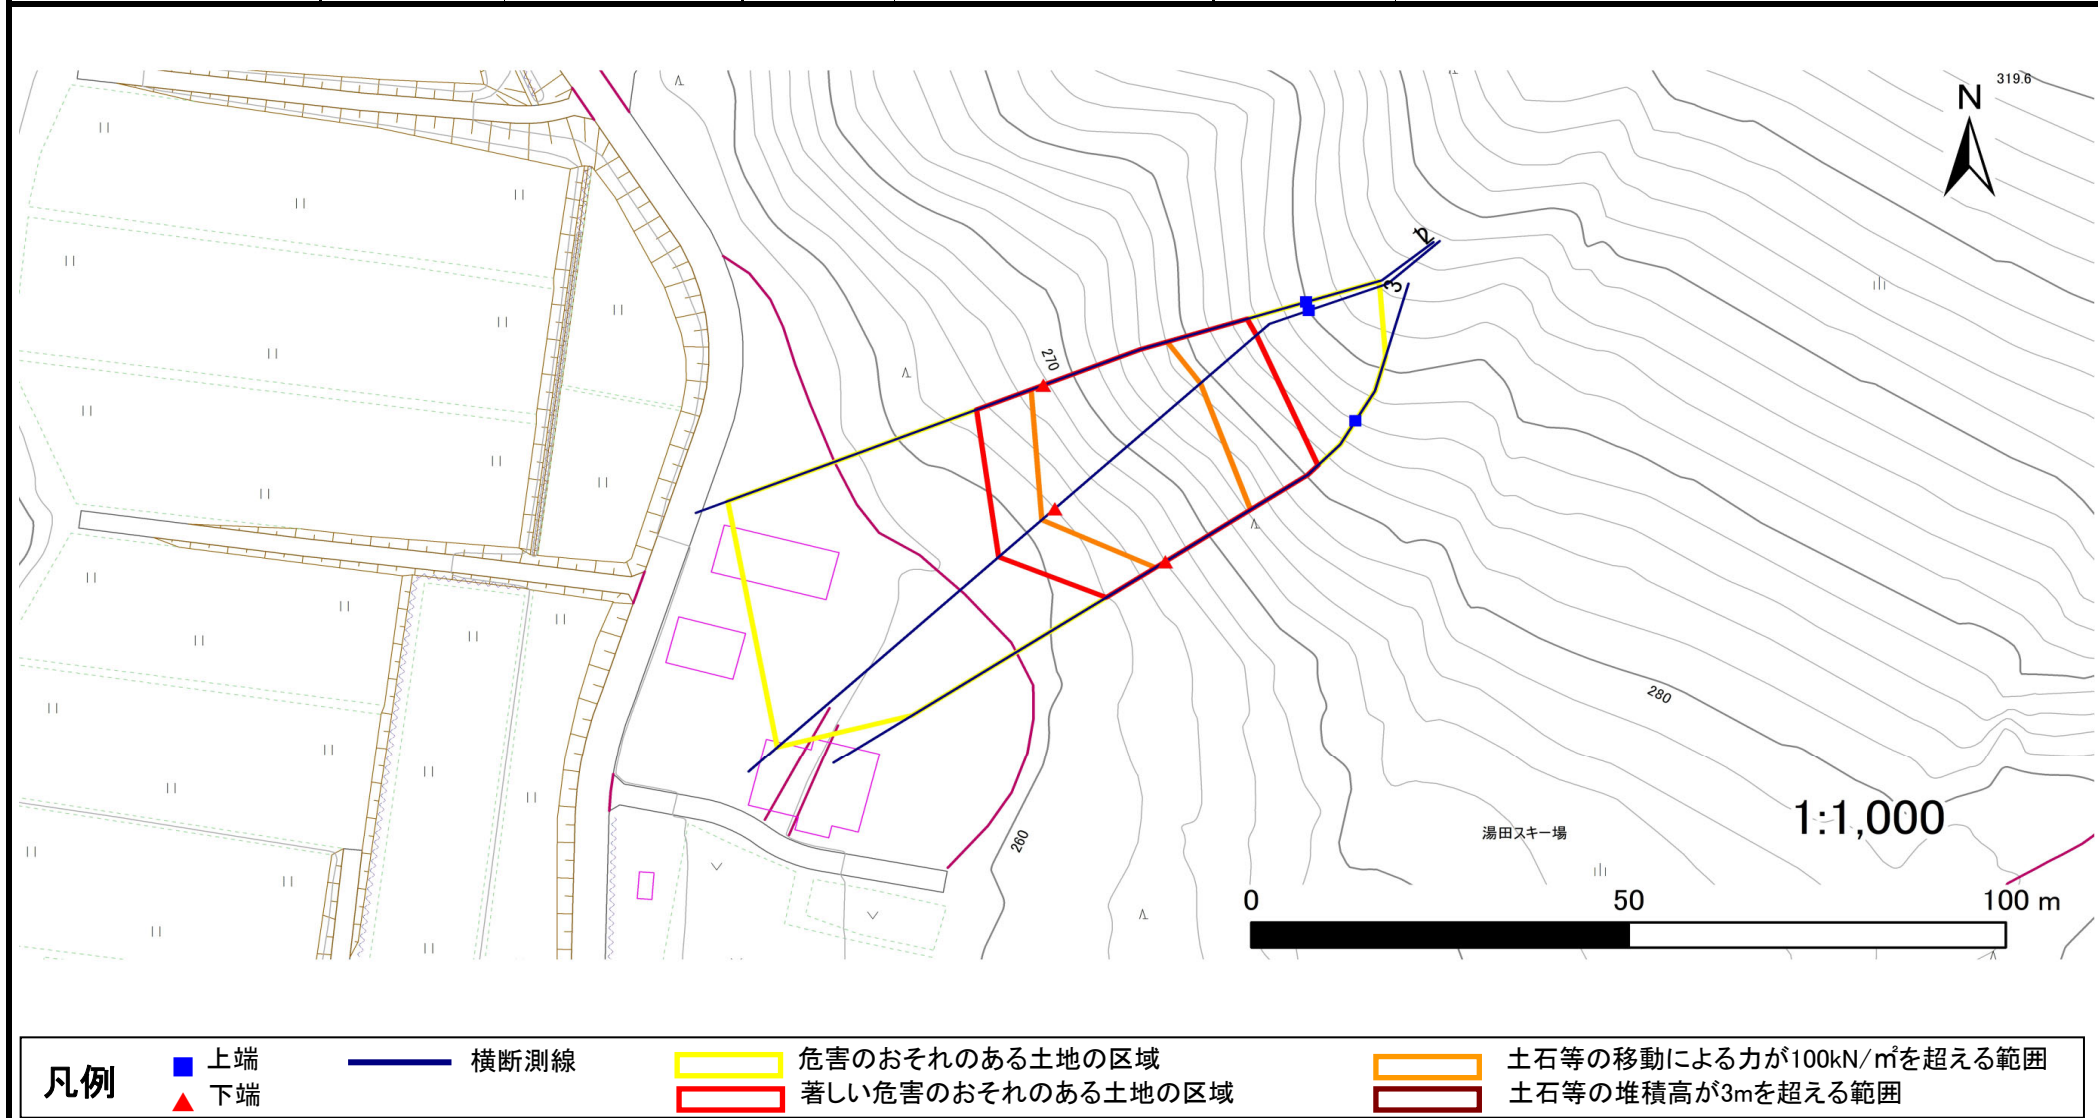 319.6
N
12
3
270
280
260
湯田スキー場
1:1,000
0 50 100 m
凡例
上端
下端
横断測線
危害のおそれのある土地の区域
著しい危害のおそれのある土地の区域
土石等の移動による力が100kN/㎡を超える範囲
土石等の堆積高が3mを超える範囲